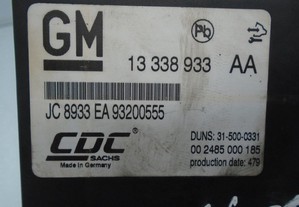 GM Pb 13 338 933 AA
JC 8933 EA 93200555
CDC DUNS: 31-500-0331
SACHS 00 2485 000 185
Made in Germany production date: 479